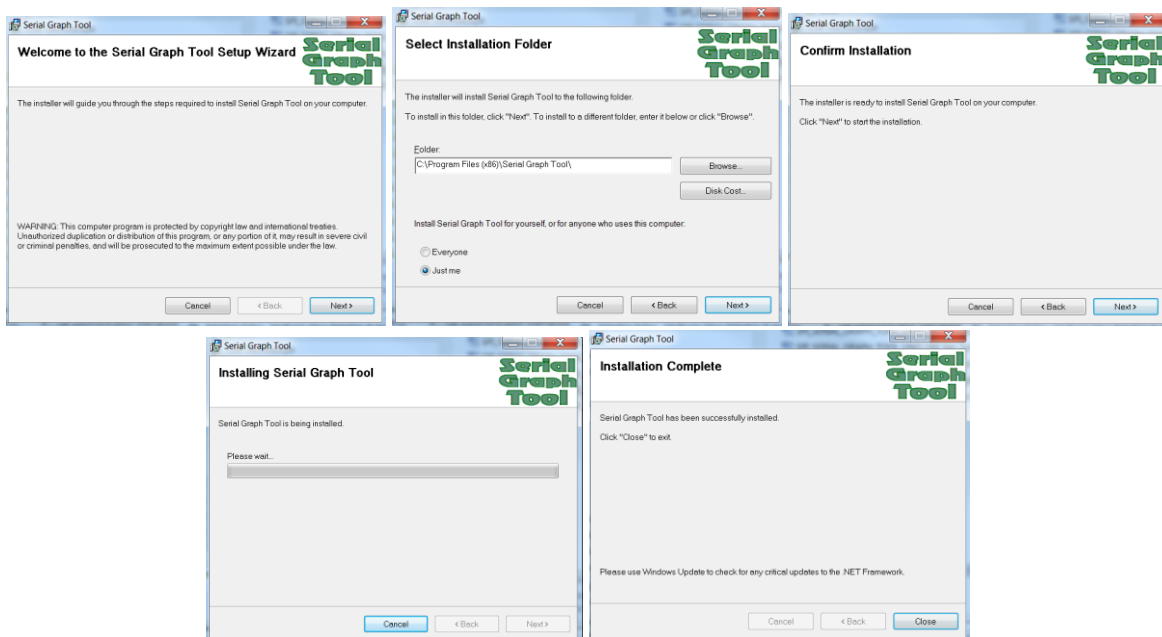 Serial Graph Tool
Welcome to the Serial Graph Tool Setup Wizard
Serial
Graph
Tool
The installer will guide you through the steps required to install Serial Graph Tool on your computer.
WARNING: This computer program is protected by copyright law and international treaties.
Unauthorized duplication or distribution of this program, or any portion of it, may result in severe civil
or criminal penalties, and will be prosecuted to the maximum extent possible under the law.
Cancel
< Back
Next >
Serial Graph Tool
Select Installation Folder
Serial
Graph
Tool
The installer will install Serial Graph Tool to the following folder.
To install in this folder, click "Next". To install to a different folder, enter it below or click "Browse".
Folder:
C:\Program Files (x86)\Serial Graph Tool\
Browse...
Disk Cost...
Install Serial Graph Tool for yourself, or for anyone who uses this computer:
Everyone
Just me
Cancel
< Back
Next >
Serial Graph Tool
Confirm Installation
Serial
Graph
Tool
The installer is ready to install Serial Graph Tool on your computer.
Click "Next" to start the installation.
Cancel
< Back
Next >
Serial Graph Tool
Installing Serial Graph Tool
Serial
Graph
Tool
Serial Graph Tool is being installed.
Please wait...
Cancel
< Back
Next >
Serial Graph Tool
Installation Complete
Serial
Graph
Tool
Serial Graph Tool has been successfully installed.
Click "Close" to exit.
Please use Windows Update to check for any critical updates to the .NET Framework.
Cancel
< Back
Close